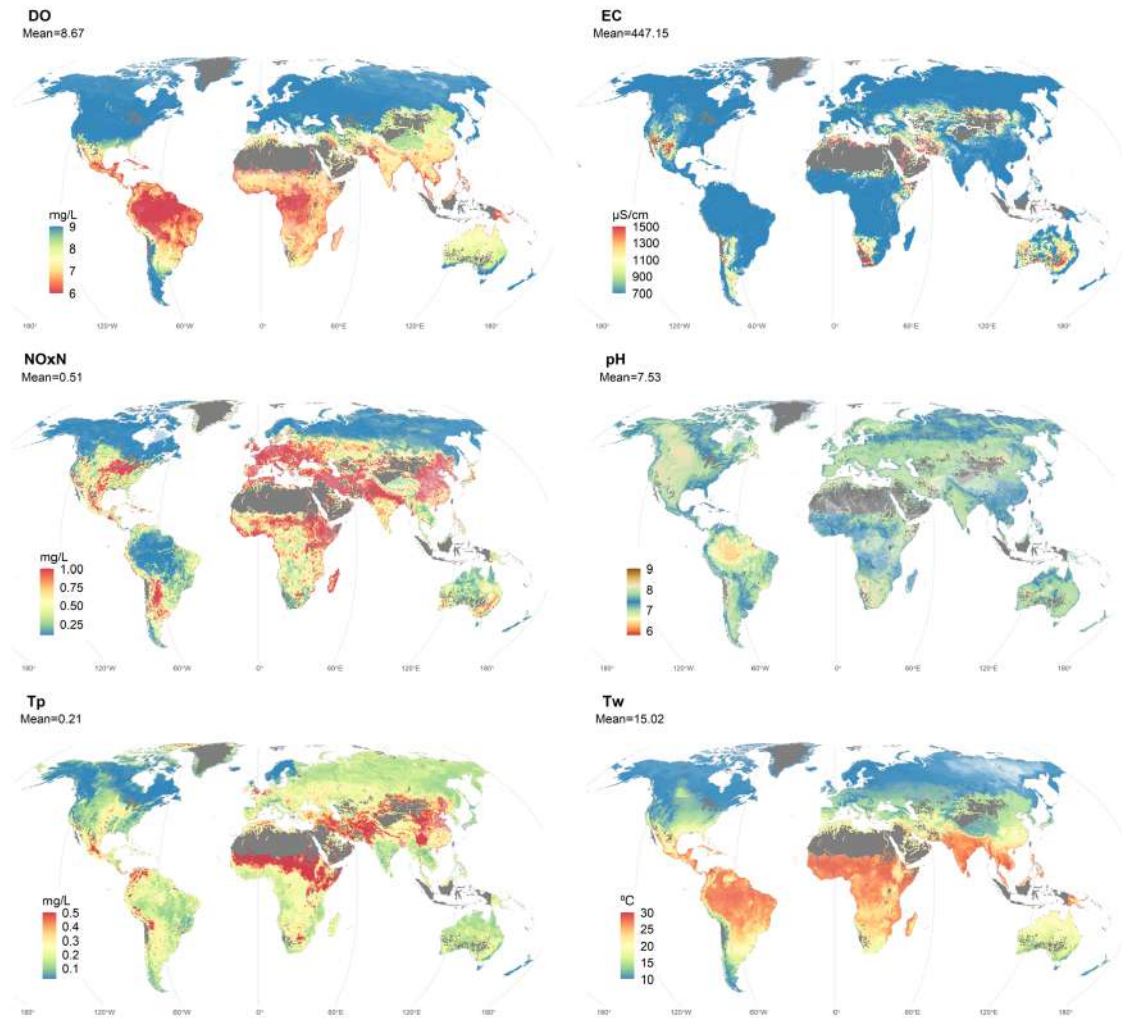 DO
Mean=8.67
mg/L
9
8
7
6
180° 120°W 60°W 0° 60°E 120°E 180°
EC
Mean=447.15
µS/cm
1500
1300
1100
900
700
180° 120°W 60°W 0° 60°E 120°E 180°
NOxN
Mean=0.51
mg/L
1.00
0.75
0.50
0.25
180° 120°W 60°W 0° 60°E 120°E 180°
pH
Mean=7.53
9
8
7
6
180° 120°W 60°W 0° 60°E 120°E 180°
Tp
Mean=0.21
mg/L
0.5
0.4
0.3
0.2
0.1
180° 120°W 60°W 0° 60°E 120°E 180°
Tw
Mean=15.02
ºC
30
25
20
15
10
180° 120°W 60°W 0° 60°E 120°E 180°